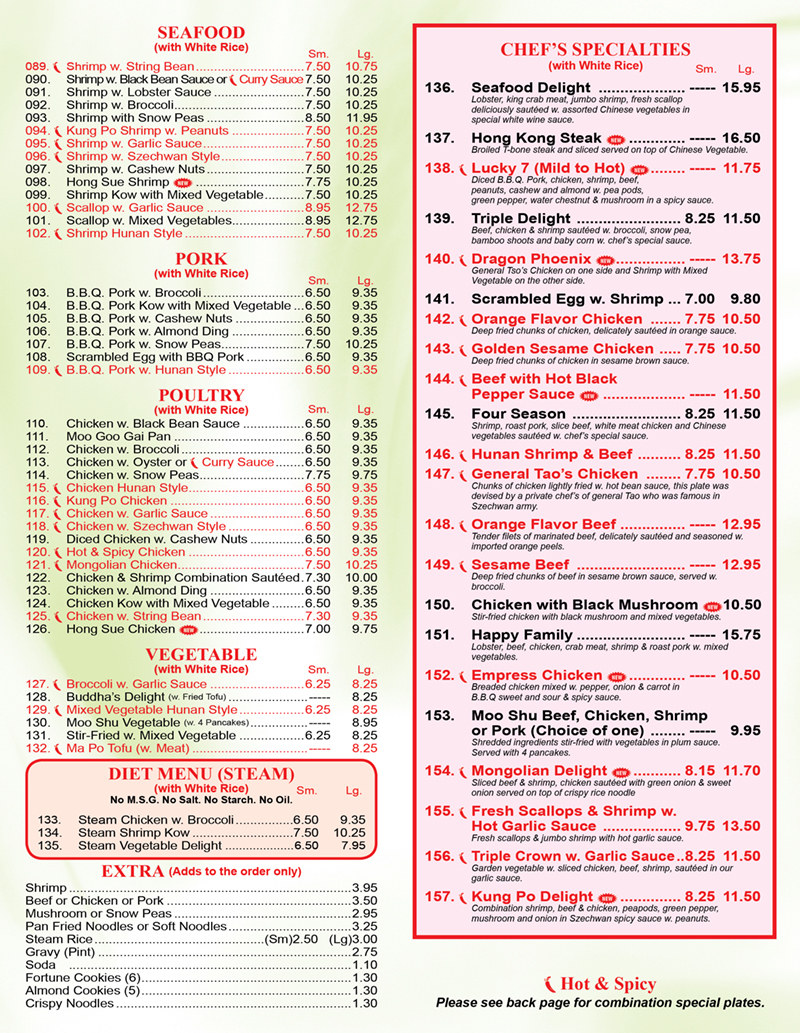 SEAFOOD
(with White Rice)
Sm. Lg.
089. Shrimp w. String Bean 7.50 10.75
090. Shrimp w. Black Bean Sauce or Curry Sauce 7.50 10.25
091. Shrimp w. Lobster Sauce 7.50 10.25
092. Shrimp w. Broccoli 7.50 10.25
093. Shrimp with Snow Peas 8.50 11.95
094. Kung Po Shrimp w. Peanuts 7.50 10.25
095. Shrimp w. Garlic Sauce 7.50 10.25
096. Shrimp w. Szechwan Style 7.50 10.25
097. Shrimp w. Cashew Nuts 7.50 10.25
098. Hong Sue Shrimp NEW 7.75 10.25
099. Shrimp Kow with Mixed Vegetable 7.50 10.25
100. Scallop w. Garlic Sauce 8.95 12.75
101. Scallop w. Mixed Vegetables 8.95 12.75
102. Shrimp Hunan Style 7.50 10.25
PORK
(with White Rice)
Sm. Lg.
103. B.B.Q. Pork w. Broccoli 6.50 9.35
104. B.B.Q. Pork Kow with Mixed Vegetable 6.50 9.35
105. B.B.Q. Pork w. Cashew Nuts 6.50 9.35
106. B.B.Q. Pork w. Almond Ding 6.50 9.35
107. B.B.Q. Pork w. Snow Peas 7.50 10.25
108. Scrambled Egg with BBQ Pork 6.50 9.35
109. B.B.Q. Pork w. Hunan Style 6.50 9.35
POULTRY
(with White Rice)
Sm. Lg.
110. Chicken w. Black Bean Sauce 6.50 9.35
111. Moo Goo Gai Pan 6.50 9.35
112. Chicken w. Broccoli 6.50 9.35
113. Chicken w. Oyster or Curry Sauce 6.50 9.35
114. Chicken w. Snow Peas 7.75 9.75
115. Chicken Hunan Style 6.50 9.35
116. Kung Po Chicken 6.50 9.35
117. Chicken w. Garlic Sauce 6.50 9.35
118. Chicken w. Szechwan Style 6.50 9.35
119. Diced Chicken w. Cashew Nuts 6.50 9.35
120. Hot & Spicy Chicken 6.50 9.35
121. Mongolian Chicken 7.50 10.25
122. Chicken & Shrimp Combination Sautéed 7.30 10.00
123. Chicken w. Almond Ding 6.50 9.35
124. Chicken Kow with Mixed Vegetable 6.50 9.35
125. Chicken w. String Bean 7.30 9.35
126. Hong Sue Chicken NEW 7.00 9.75
VEGETABLE
(with White Rice)
Sm. Lg.
127. Broccoli w. Garlic Sauce 6.25 8.25
128. Buddha's Delight (w. Fried Tofu) ----- 8.25
129. Mixed Vegetable Hunan Style 6.25 8.25
130. Moo Shu Vegetable (w. 4 Pancakes) ----- 8.95
131. Stir-Fried w. Mixed Vegetable 6.25 8.25
132. Ma Po Tofu (w. Meat) ----- 8.25
DIET MENU (STEAM)
(with White Rice) Sm. Lg.
No M.S.G. No Salt. No Starch. No Oil.
133. Steam Chicken w. Broccoli 6.50 9.35
134. Steam Shrimp Kow 7.50 10.25
135. Steam Vegetable Delight 6.50 7.95
EXTRA (Adds to the order only)
Shrimp 3.95
Beef or Chicken or Pork 3.50
Mushroom or Snow Peas 2.95
Pan Fried Noodles or Soft Noodles 3.25
Steam Rice (Sm)2.50 (Lg)3.00
Gravy (Pint) 2.75
Soda 1.10
Fortune Cookies (6) 1.30
Almond Cookies (5) 1.30
Crispy Noodles 1.30
CHEF'S SPECIALTIES
(with White Rice)
Sm. Lg.
136. Seafood Delight ----- 15.95
Lobster, king crab meat, jumbo shrimp, fresh scallop
deliciously sautéed w. assorted Chinese vegetables in
special white wine sauce.
137. Hong Kong Steak NEW ----- 16.50
Broiled T-bone steak and sliced served on top of Chinese Vegetable.
138. Lucky 7 (Mild to Hot) NEW ----- 11.75
Diced B.B.Q. Pork, chicken, shrimp, beef,
peanuts, cashew and almond w. pea pods,
green pepper, water chestnut & mushroom in a spicy sauce.
139. Triple Delight 8.25 11.50
Beef, chicken & shrimp sautéed w. broccoli, snow pea,
bamboo shoots and baby corn w. chef's special sauce.
140. Dragon Phoenix NEW ----- 13.75
General Tso's Chicken on one side and Shrimp with Mixed
Vegetable on the other side.
141. Scrambled Egg w. Shrimp 7.00 9.80
142. Orange Flavor Chicken 7.75 10.50
Deep fried chunks of chicken, delicately sautéed in orange sauce.
143. Golden Sesame Chicken 7.75 10.50
Deep fried chunks of chicken in sesame brown sauce.
144. Beef with Hot Black
Pepper Sauce NEW ----- 11.50
145. Four Season 8.25 11.50
Shrimp, roast pork, slice beef, white meat chicken and Chinese
vegetables sautéed w. chef's special sauce.
146. Hunan Shrimp & Beef 8.25 11.50
147. General Tao's Chicken 7.75 10.50
Chunks of chicken lightly fried w. hot bean sauce, this plate was
devised by a private chef's of general Tao who was famous in
Szechwan army.
148. Orange Flavor Beef ----- 12.95
Tender filets of marinated beef, delicately sautéed and seasoned w.
imported orange peels.
149. Sesame Beef ----- 12.95
Deep fried chunks of beef in sesame brown sauce, served w.
broccoli.
150. Chicken with Black Mushroom NEW 10.50
Stir-fried chicken with black mushroom and mixed vegetables.
151. Happy Family ----- 15.75
Lobster, beef, chicken, crab meat, shrimp & roast pork w. mixed
vegetables.
152. Empress Chicken NEW ----- 10.50
Breaded chicken mixed w. pepper, onion & carrot in
B.B.Q sweet and sour & spicy sauce.
153. Moo Shu Beef, Chicken, Shrimp
or Pork (Choice of one) ----- 9.95
Shredded ingredients stir-fried with vegetables in plum sauce.
Served with 4 pancakes.
154. Mongolian Delight NEW 8.15 11.70
Sliced beef & shrimp, chicken sautéed with green onion & sweet
onion served on top of crispy rice noodle
155. Fresh Scallops & Shrimp w.
Hot Garlic Sauce 9.75 13.50
Fresh scallops & jumbo shrimp with hot garlic sauce.
156. Triple Crown w. Garlic Sauce 8.25 11.50
Garden vegetable w. sliced chicken, beef, shrimp, sautéed in our
garlic sauce.
157. Kung Po Delight NEW 8.25 11.50
Combination shrimp, beef & chicken, peapods, green pepper,
mushroom and onion in Szechwan spicy sauce w. peanuts.
Hot & Spicy
Please see back page for combination special plates.